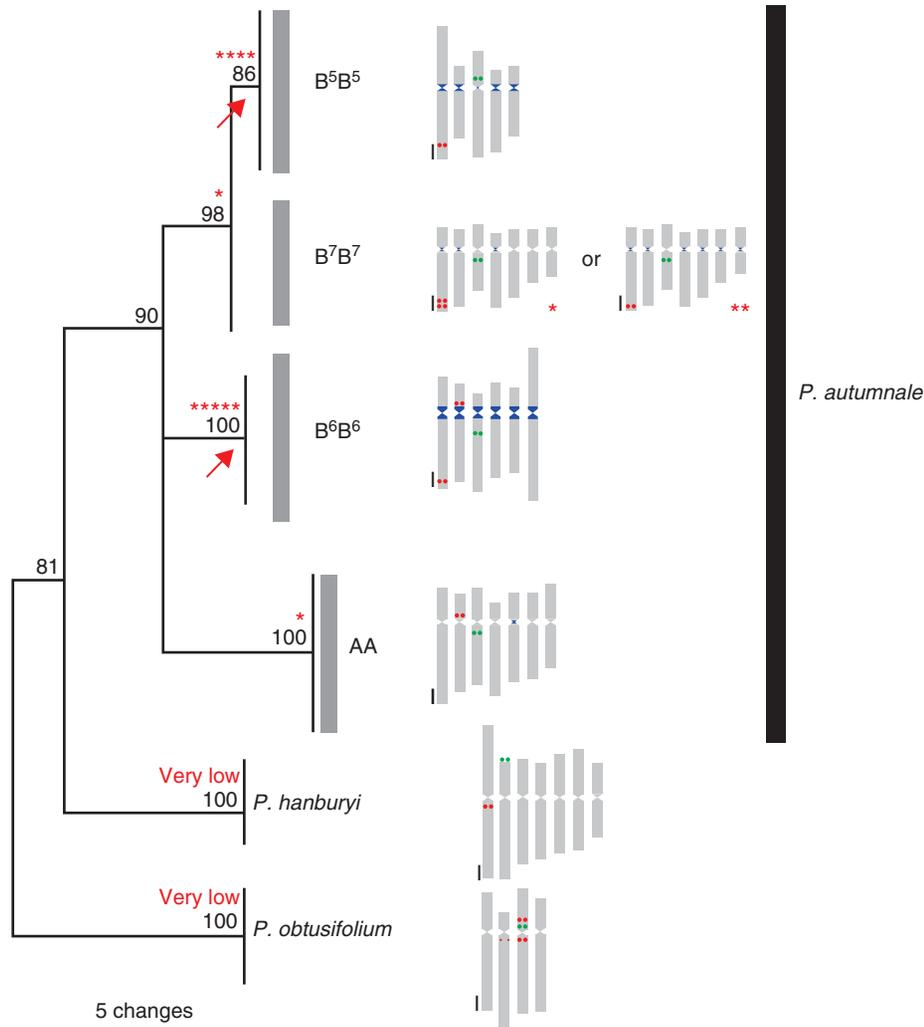 ****
86
B⁵B⁵
*
98
B⁷B⁷
or
*
**
90
*****
100
B⁶B⁶
P. autumnale
81
*
100
AA
Very low
100
P. hanburyi
Very low
100
P. obtusifolium
5 changes